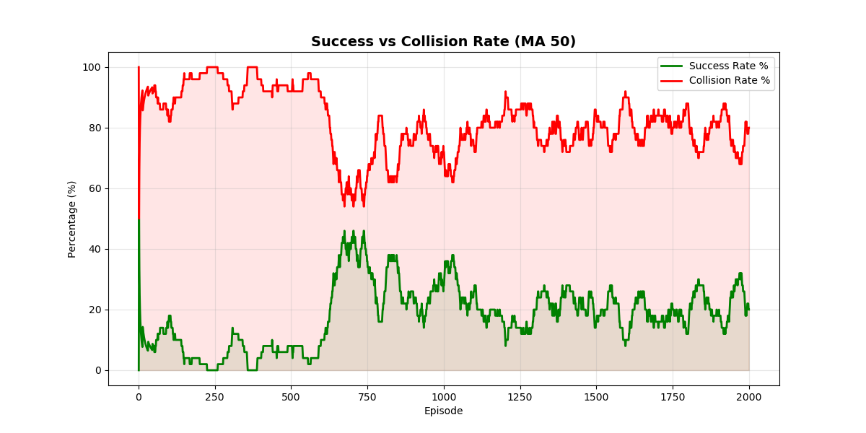 Success vs Collision Rate (MA 50)
Success Rate %
Collision Rate %
Percentage (%)
100
80
60
40
20
0
0 250 500 750 1000 1250 1500 1750 2000
Episode